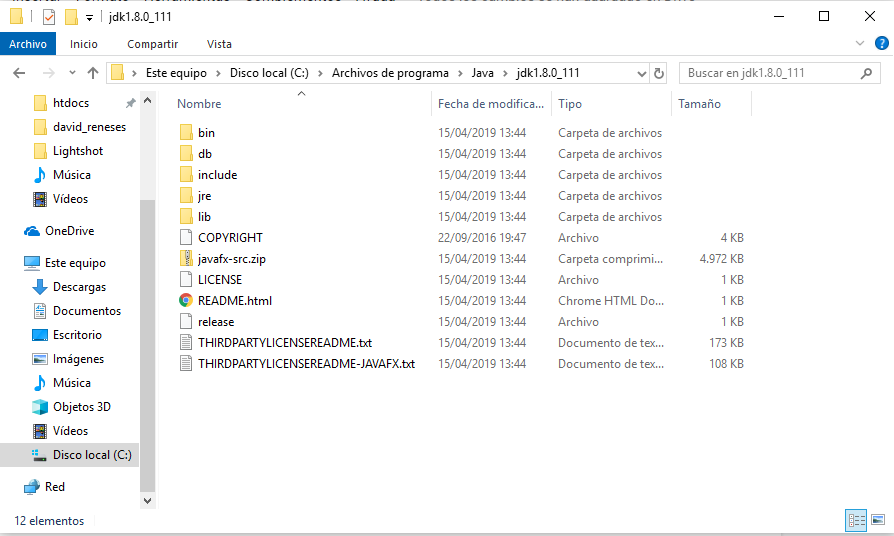 jdk1.8.0_111
Archivo Inicio Compartir Vista
Este equipo Disco local (C:) Archivos de programa Java jdk1.8.0_111 Buscar en jdk1.8.0_111
htdocs
david_reneses
Lightshot
Música
Vídeos
OneDrive
Este equipo
Descargas
Documentos
Escritorio
Imágenes
Música
Objetos 3D
Vídeos
Disco local (C:)
Red
Nombre Fecha de modifica... Tipo Tamaño
bin 15/04/2019 13:44 Carpeta de archivos
db 15/04/2019 13:44 Carpeta de archivos
include 15/04/2019 13:44 Carpeta de archivos
jre 15/04/2019 13:44 Carpeta de archivos
lib 15/04/2019 13:44 Carpeta de archivos
COPYRIGHT 22/09/2016 19:47 Archivo 4 KB
javafx-src.zip 15/04/2019 13:44 Carpeta comprimi... 4.972 KB
LICENSE 15/04/2019 13:44 Archivo 1 KB
README.html 15/04/2019 13:44 Chrome HTML Do... 1 KB
release 15/04/2019 13:44 Archivo 1 KB
THIRDPARTYLICENSEREADME.txt 15/04/2019 13:44 Documento de tex... 173 KB
THIRDPARTYLICENSEREADME-JAVAFX.txt 15/04/2019 13:44 Documento de tex... 108 KB
12 elementos